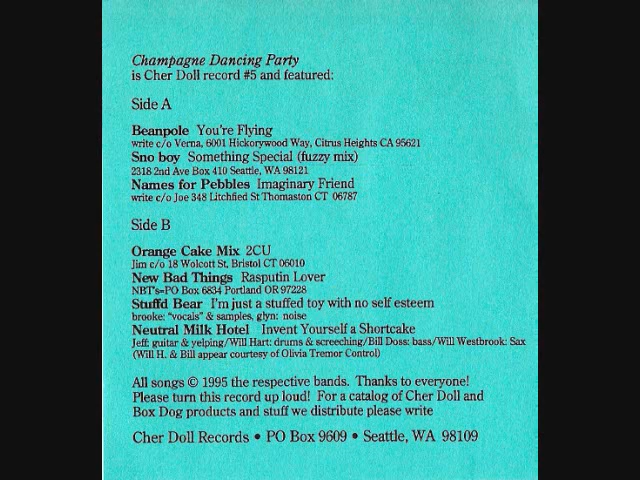 Champagne Dancing Party
is Cher Doll record #5 and featured:
Side A
Beanpole You're Flying
write c/o Verna, 6001 Hickorywood Way, Citrus Heights CA 95621
Sno boy Something Special (fuzzy mix)
2318 2nd Ave Box 410 Seattle, WA 98121
Names for Pebbles Imaginary Friend
write c/o Joe 348 Litchfied St Thomaston CT 06787
Side B
Orange Cake Mix 2CU
Jim c/o 18 Wolcott St, Bristol CT 06010
New Bad Things Rasputin Lover
NBT's=PO Box 6834 Portland OR 97228
Stuffd Bear I'm just a stuffed toy with no self esteem
brooke: "vocals" & samples, glyn: noise
Neutral Milk Hotel Invent Yourself a Shortcake
Jeff: guitar & yelping/Will Hart: drums & screeching/Bill Doss: bass/Will Westbrook: Sax
(Will H. & Bill appear courtesy of Olivia Tremor Control)
All songs © 1995 the respective bands. Thanks to everyone!
Please turn this record up loud! For a catalog of Cher Doll and
Box Dog products and stuff we distribute please write
Cher Doll Records • PO Box 9609 • Seattle, WA 98109